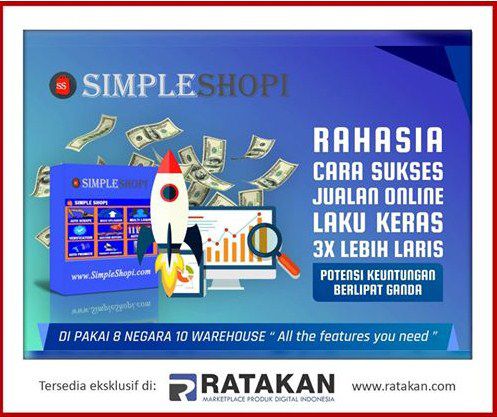 SS SIMPLESHOPI
RAHASIA
CARA SUKSES
JUALAN ONLINE
LAKU KERAS
3X LEBIH LARIS
POTENSI KEUNTUNGAN
BERLIPAT GANDA
SIMPLESHOPI
SIMPLE SHOPI
www.SimpleShopi.com
DI PAKAI 8 NEGARA 10 WAREHOUSE “ All the features you need ”
Tersedia eksklusif di:
RATAKAN
MARKETPLACE PRODUK DIGITAL INDONESIA
www.ratakan.com